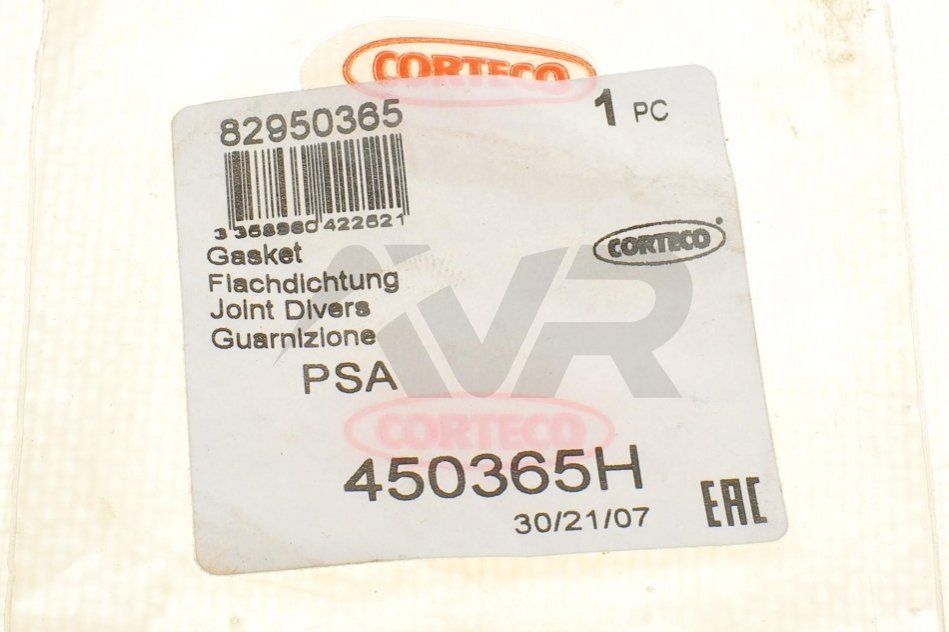 CORTECO
82950365
1 PC
3 358960 422621
CORTECO
Gasket
Flachdichtung
Joint Divers
Guarnizione
VR
PSA
CORTECO
450365H
30/21/07
EAC